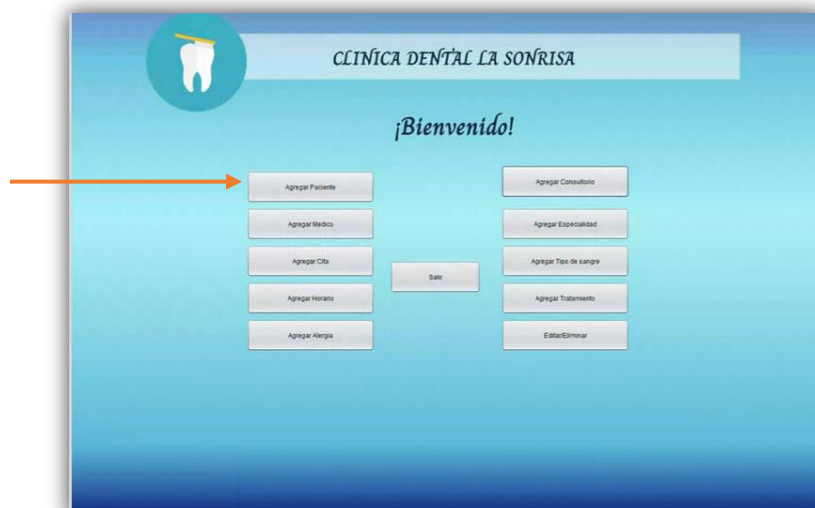 CLINICA DENTAL LA SONRISA
¡Bienvenido!
Agregar Paciente
Agregar Medico
Agregar Cita
Agregar Horario
Agregar Alergia
Salir
Agregar Consultorio
Agregar Especialidad
Agregar Tipo de sangre
Agregar Tratamiento
Editar/Eliminar